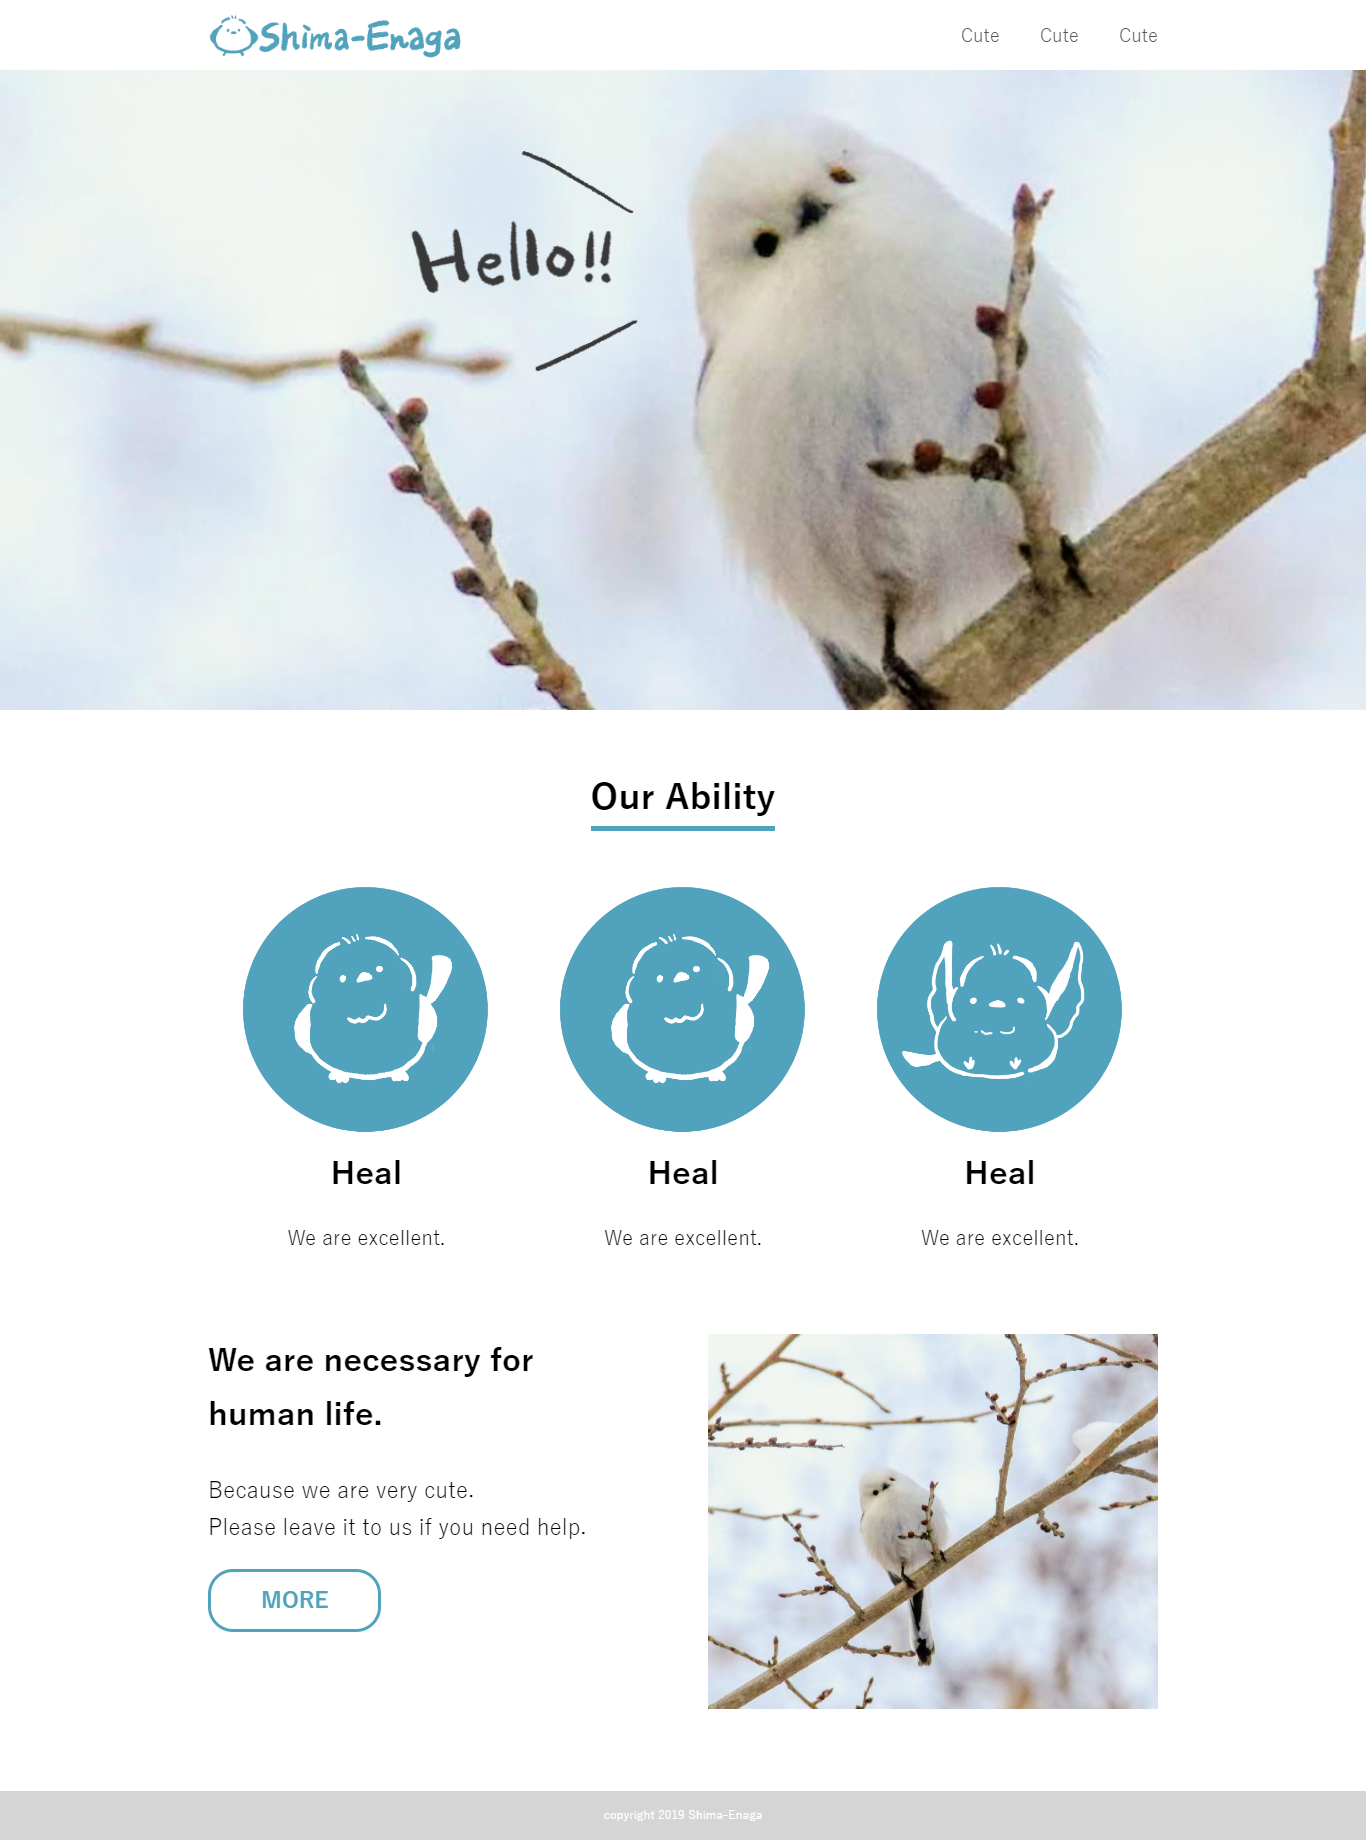 Shima-Enaga
Cute Cute Cute
Hello!!
Our Ability
Heal Heal Heal
We are excellent. We are excellent. We are excellent.
We are necessary for
human life.
Because we are very cute.
Please leave it to us if you need help.
MORE
copyright 2019 Shima-Enaga